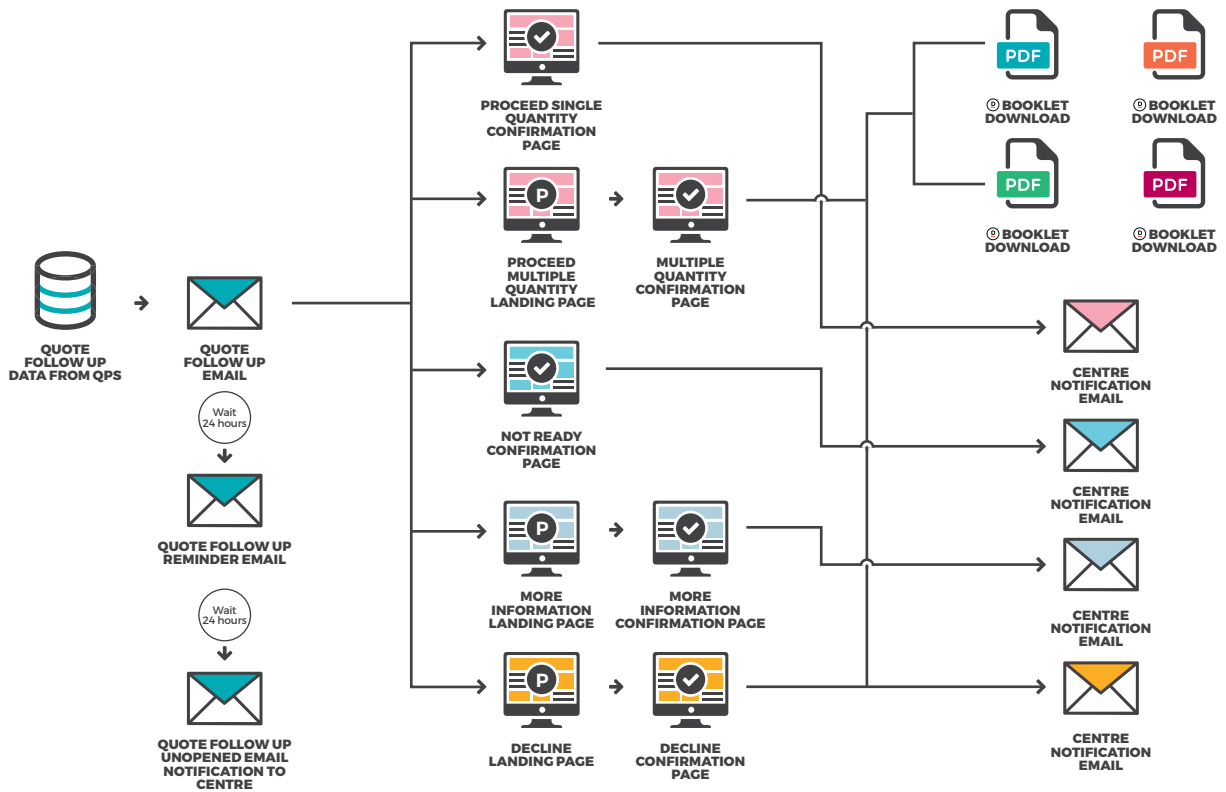 QUOTE
FOLLOW UP
DATA FROM QPS
QUOTE
FOLLOW UP
EMAIL
Wait
24 hours
QUOTE FOLLOW UP
REMINDER EMAIL
Wait
24 hours
QUOTE FOLLOW UP
UNOPENED EMAIL
NOTIFICATION TO
CENTRE
PROCEED SINGLE
QUANTITY
CONFIRMATION
PAGE
P
PROCEED
MULTIPLE
QUANTITY
LANDING PAGE
MULTIPLE
QUANTITY
CONFIRMATION
PAGE
NOT READY
CONFIRMATION
PAGE
P
MORE
INFORMATION
LANDING PAGE
MORE
INFORMATION
CONFIRMATION PAGE
P
DECLINE
LANDING PAGE
DECLINE
CONFIRMATION
PAGE
PDF
D BOOKLET
DOWNLOAD
PDF
D BOOKLET
DOWNLOAD
PDF
D BOOKLET
DOWNLOAD
PDF
D BOOKLET
DOWNLOAD
CENTRE
NOTIFICATION
EMAIL
CENTRE
NOTIFICATION
EMAIL
CENTRE
NOTIFICATION
EMAIL
CENTRE
NOTIFICATION
EMAIL